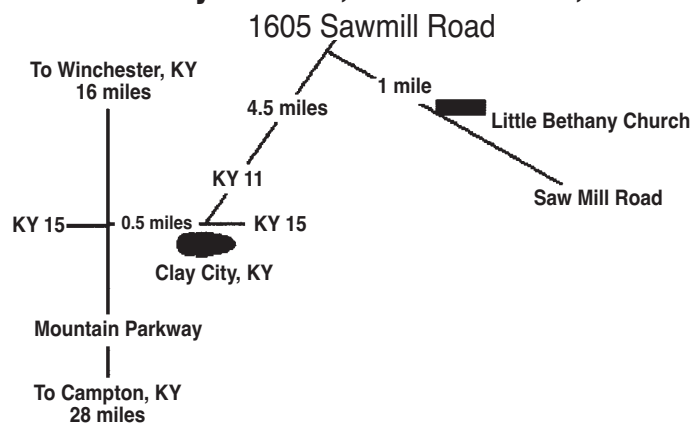 1605 Sawmill Road
To Winchester, KY
16 miles
1 mile
4.5 miles
Little Bethany Church
KY 11
Saw Mill Road
KY 15
0.5 miles
KY 15
Clay City, KY
Mountain Parkway
To Campton, KY
28 miles